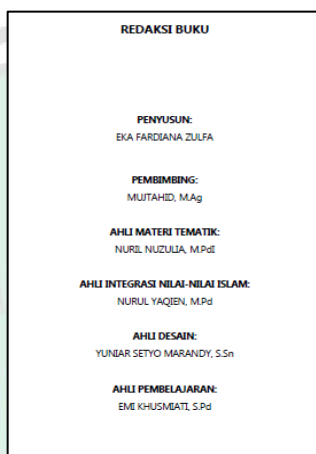 REDAKSI BUKU
PENYUSUN:
EKA FARDIANA ZULFA
PEMBIMBING:
MUJTAHID, M.Ag
AHLI MATERI TEMATIK:
NURIL NUZULIA, M.PdI
AHLI INTEGRASI NILAI-NILAI ISLAM:
NURUL YAQIEN, M.Pd
AHLI DESAIN:
YUNIAR SETYO MARANDY, S.Sn
AHLI PEMBELAJARAN:
EMI KHUSMIATI, S.Pd